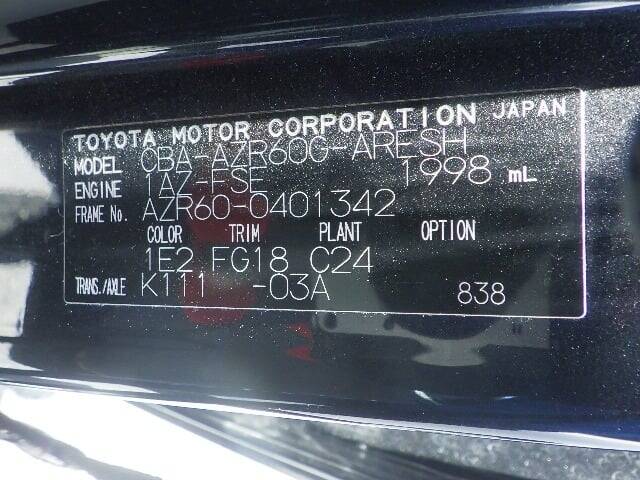 TOYOTA MOTOR CORPORATION JAPAN
MODEL CBA-AZR60G-ARESH
ENGINE 1AZ-FSE 1998 mL
FRAME No. AZR60-0401342
COLOR TRIM PLANT OPTION
1E2 FG18 C24
TRANS./AXLE K111 -03A 838